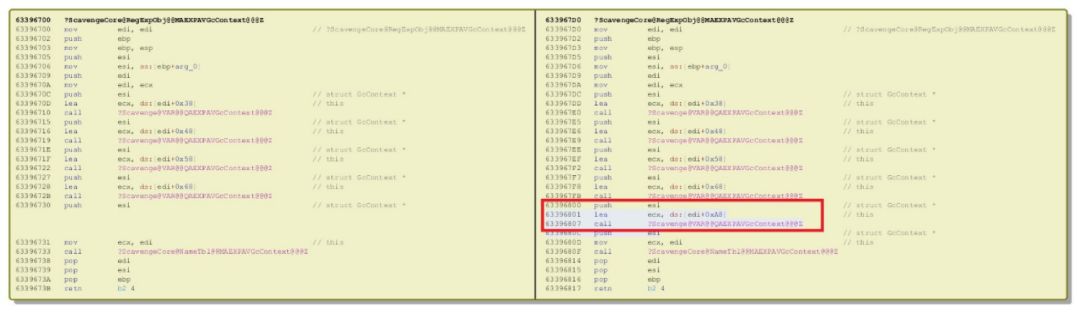 63396700 ?ScavengeCore@RegExpObj@@MAEXPAVGcContext@@@Z
63396700 mov edi, edi // ?ScavengeCore@RegExpObj@@MAEXPAVGcContext@@@Z
63396702 push ebp
63396703 mov ebp, esp
63396705 push esi
63396706 mov esi, ss:[ebp+arg_0]
63396709 push edi
6339670A mov edi, ecx
6339670C push esi // struct GcContext *
6339670D lea ecx, ds:[edi+0x38] // this
63396710 call ?Scavenge@VAR@@QAEXPAVGcContext@@@Z
63396715 push esi // struct GcContext *
63396716 lea ecx, ds:[edi+0x48] // this
63396719 call ?Scavenge@VAR@@QAEXPAVGcContext@@@Z
6339671E push esi // struct GcContext *
6339671F lea ecx, ds:[edi+0x58] // this
63396722 call ?Scavenge@VAR@@QAEXPAVGcContext@@@Z
63396727 push esi // struct GcContext *
63396728 lea ecx, ds:[edi+0x68] // this
6339672B call ?Scavenge@VAR@@QAEXPAVGcContext@@@Z
63396730 push esi // struct GcContext *
63396731 mov ecx, edi // this
63396733 call ?ScavengeCore@NameTbl@@MAEXPAVGcContext@@@Z
63396738 pop edi
63396739 pop esi
6339673A pop ebp
6339673B retn b2 4
633967D0 ?ScavengeCore@RegExpObj@@MAEXPAVGcContext@@@Z
633967D0 mov edi, edi // ?ScavengeCore@RegExpObj@@MAEXPAVGcContext@@@Z
633967D2 push ebp
633967D3 mov ebp, esp
633967D5 push esi
633967D6 mov esi, ss:[ebp+arg_0]
633967D9 push edi
633967DA mov edi, ecx
633967DC push esi // struct GcContext *
633967DD lea ecx, ds:[edi+0x38] // this
633967E0 call ?Scavenge@VAR@@QAEXPAVGcContext@@@Z
633967E5 push esi // struct GcContext *
633967E6 lea ecx, ds:[edi+0x48] // this
633967E9 call ?Scavenge@VAR@@QAEXPAVGcContext@@@Z
633967EE push esi // struct GcContext *
633967EF lea ecx, ds:[edi+0x58] // this
633967F2 call ?Scavenge@VAR@@QAEXPAVGcContext@@@Z
633967F7 push esi // struct GcContext *
633967F8 lea ecx, ds:[edi+0x68] // this
633967FB call ?Scavenge@VAR@@QAEXPAVGcContext@@@Z
63396800 push esi // struct GcContext *
63396801 lea ecx, ds:[edi+0xA8] // this
63396807 call ?Scavenge@VAR@@QAEXPAVGcContext@@@Z
6339680C push esi // struct GcContext *
6339680D mov ecx, edi // this
6339680F call ?ScavengeCore@NameTbl@@MAEXPAVGcContext@@@Z
63396814 pop edi
63396815 pop esi
63396816 pop ebp
63396817 retn b2 4